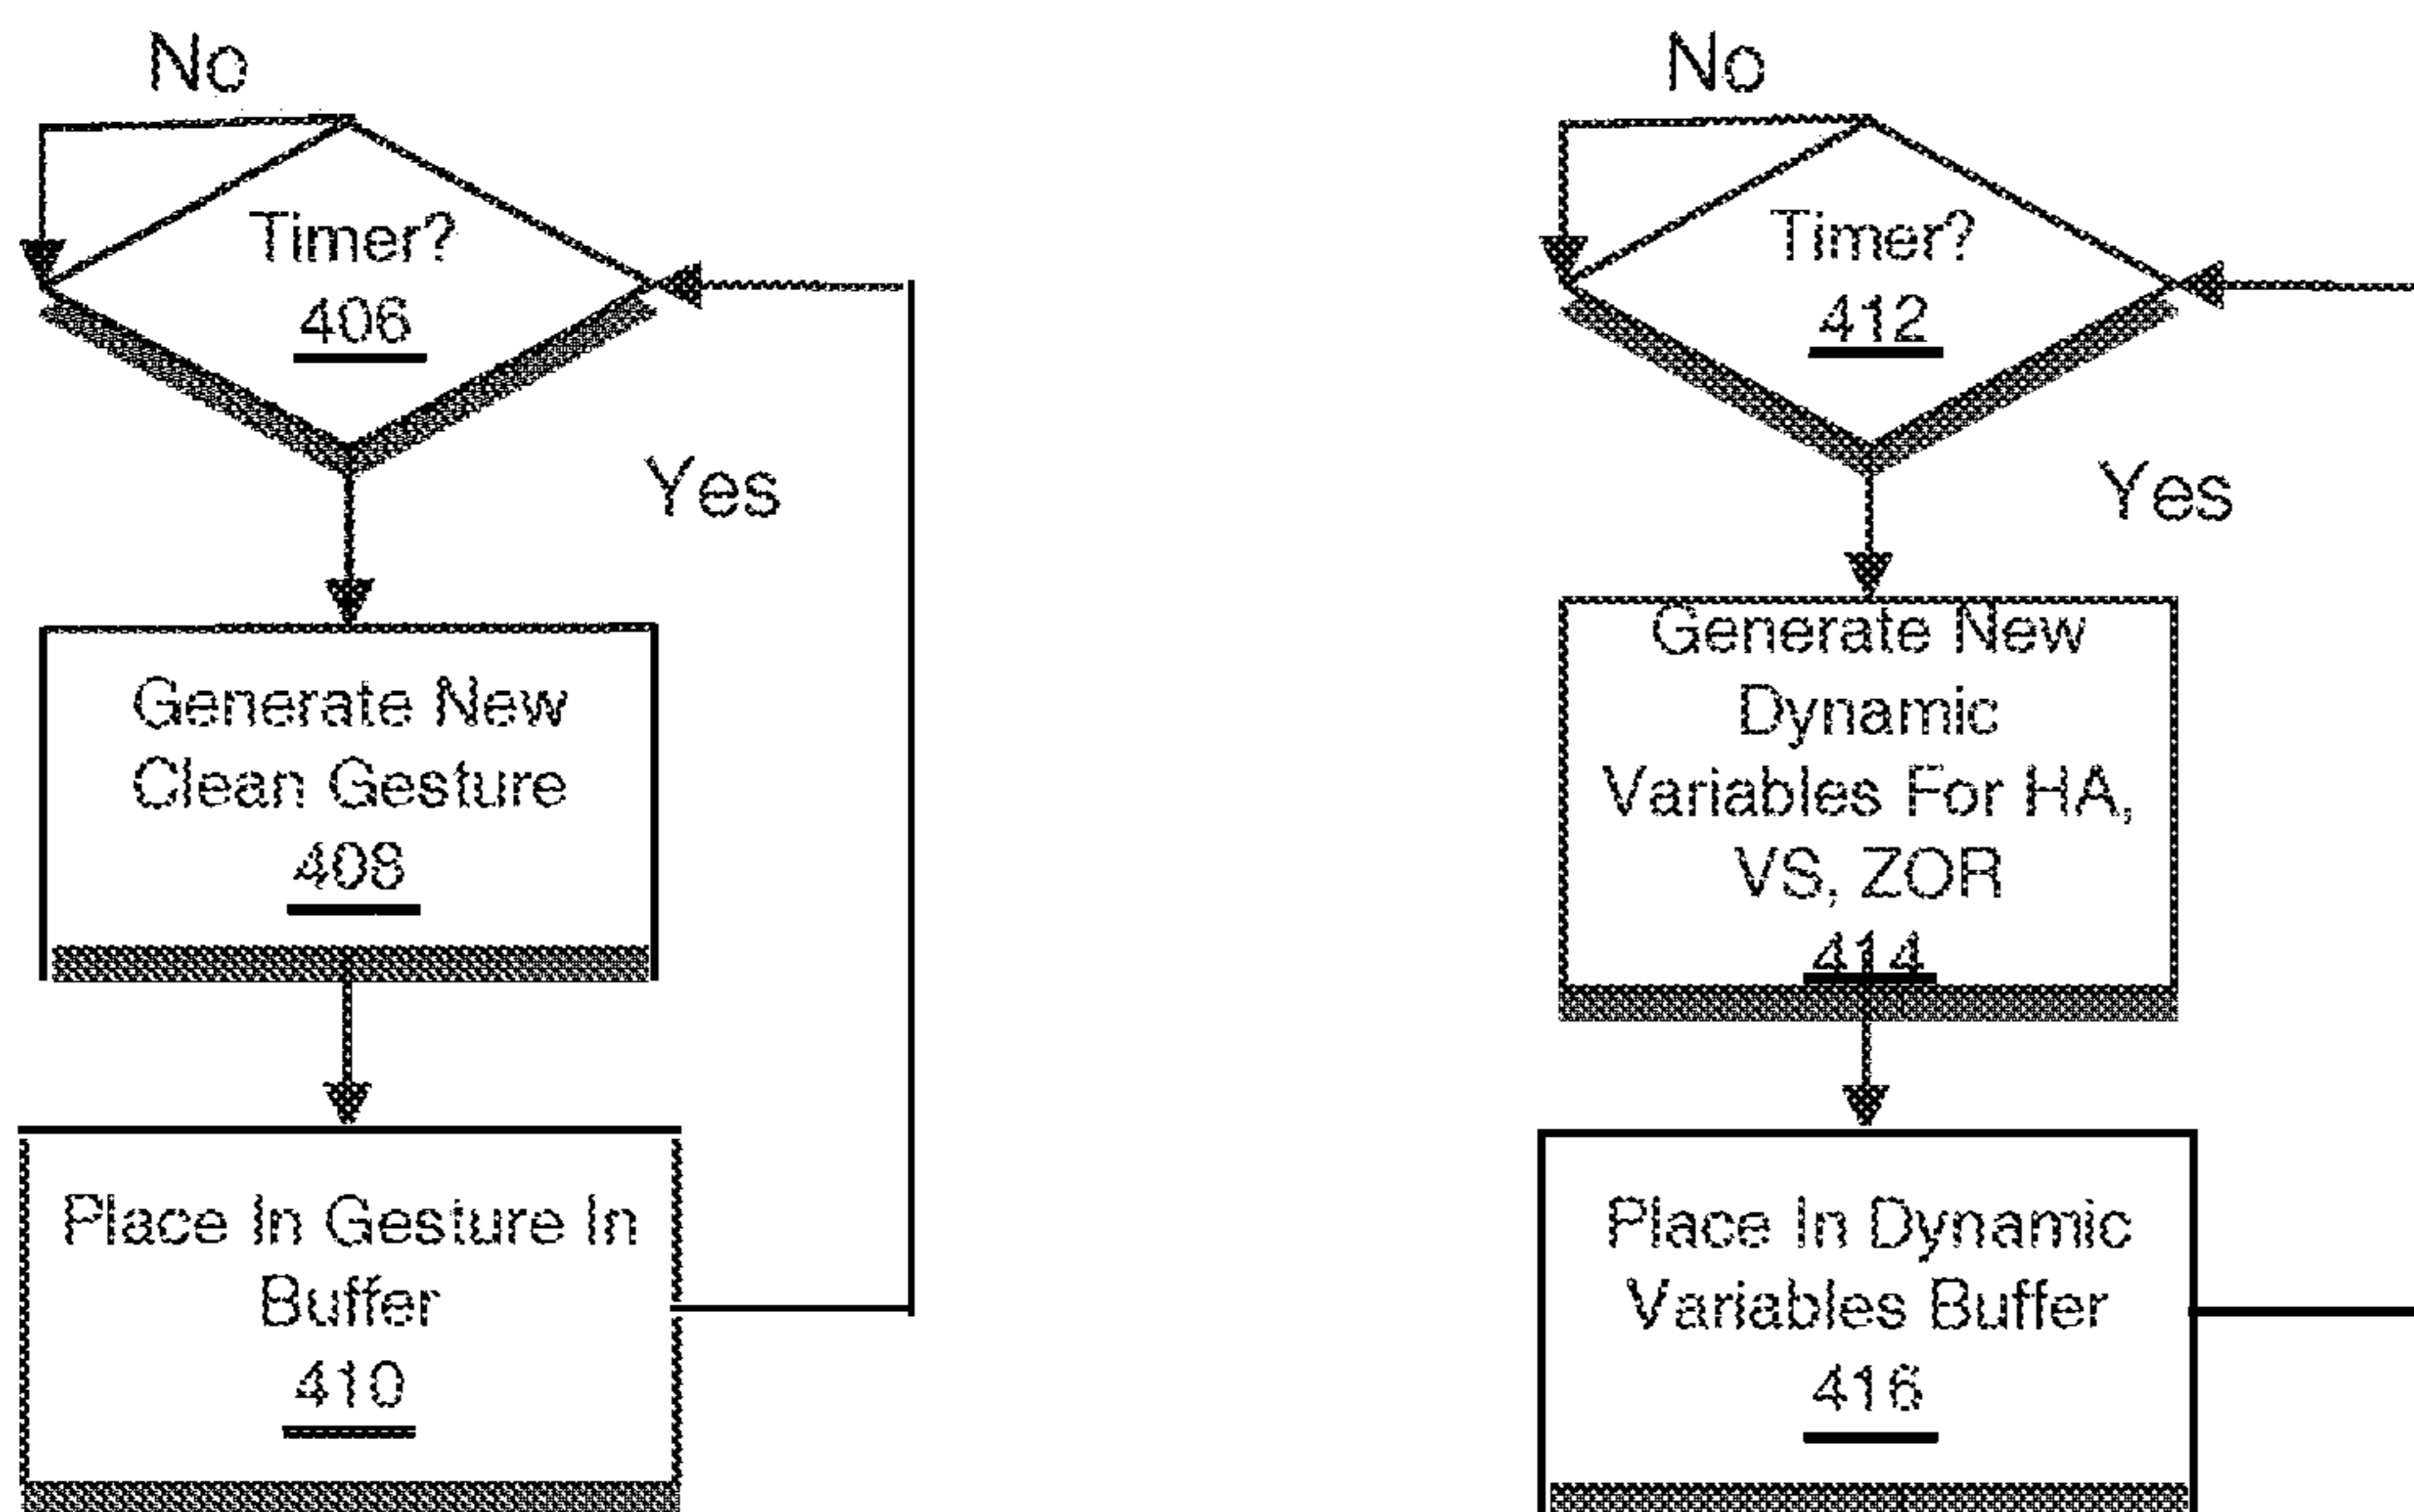 No
Timer?
406
Yes
Generate New
Clean Gesture
408
Place In Gesture In
Buffer
410
No
Timer?
412
Yes
Generate New
Dynamic
Variables For HA,
VS, ZOR
414
Place In Dynamic
Variables Buffer
416